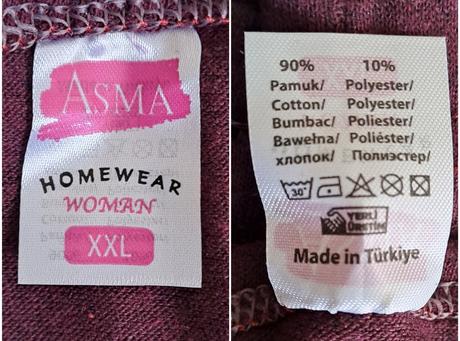 ASMA
HOMEWEAR
WOMAN
XXL
90% 10%
Pamuk/ Polyester/
Cotton/ Polyester/
Bumbac/ Poliester/
Bawełna/ Poliéster/
хлопок/ Полиэстер/
30°
YERLİ
ÜRETİM
Made in Türkiye